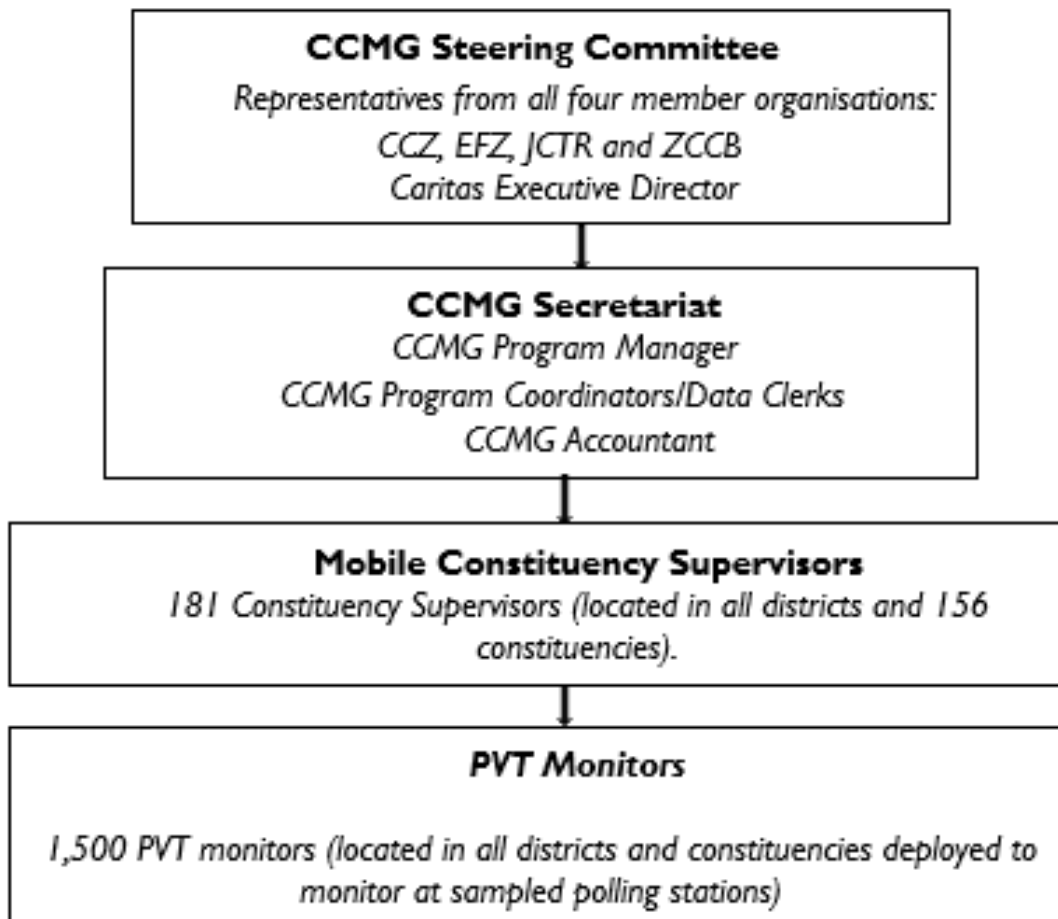 CCMG Steering Committee
Representatives from all four member organisations:
CCZ, EFZ, JCTR and ZCCB
Caritas Executive Director
CCMG Secretariat
CCMG Program Manager
CCMG Program Coordinators/Data Clerks
CCMG Accountant
Mobile Constituency Supervisors
181 Constituency Supervisors (located in all districts and 156
constituencies).
PVT Monitors
1,500 PVT monitors (located in all districts and constituencies deployed to
monitor at sampled polling stations)